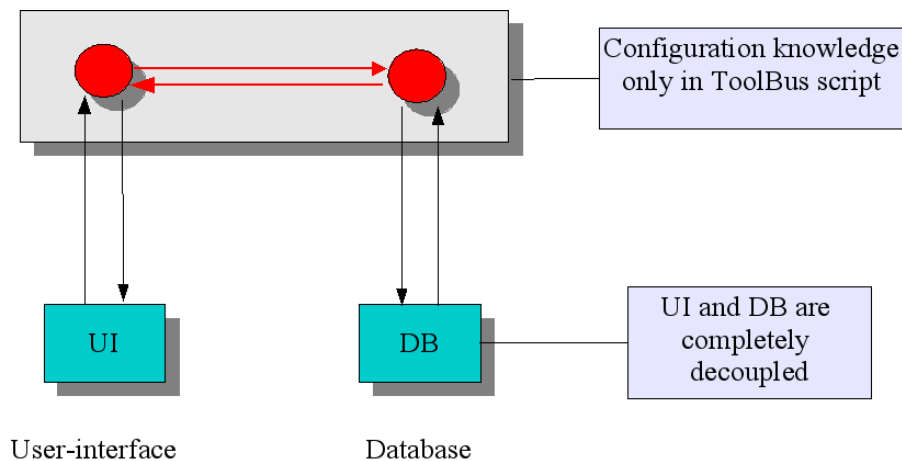 Configuration knowledge
only in ToolBus script
UI
DB
UI and DB are
completely
decoupled
User-interface
Database